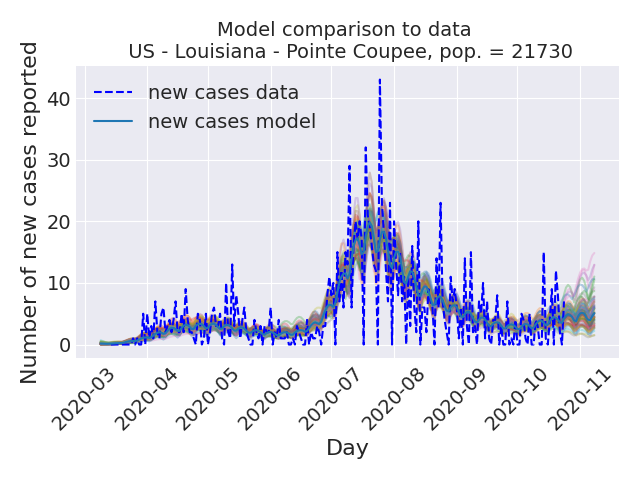 Model comparison to data
US - Louisiana - Pointe Coupee, pop. = 21730
Number of new cases reported
40
30
20
10
0
new cases data
new cases model
2020-03
2020-04
2020-05
2020-06
2020-07
2020-08
2020-09
2020-10
2020-11
Day